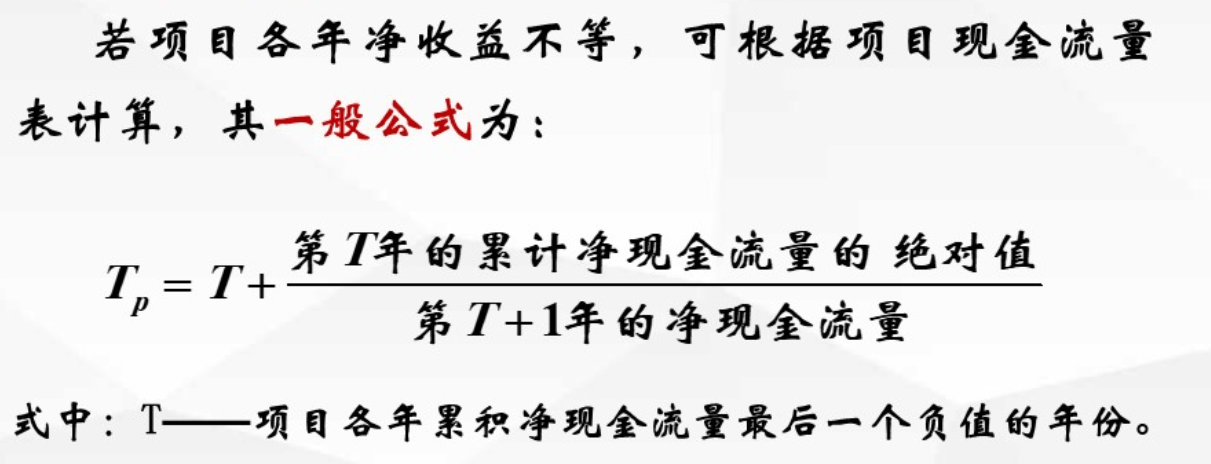 若项目各年净收益不等，可根据项目现金流量
表计算，其一般公式为：
T_p = T + 第T年的累计净现金流量的 绝对值 / 第T+1年的净现金流量
式中：T——项目各年累积净现金流量最后一个负值的年份。